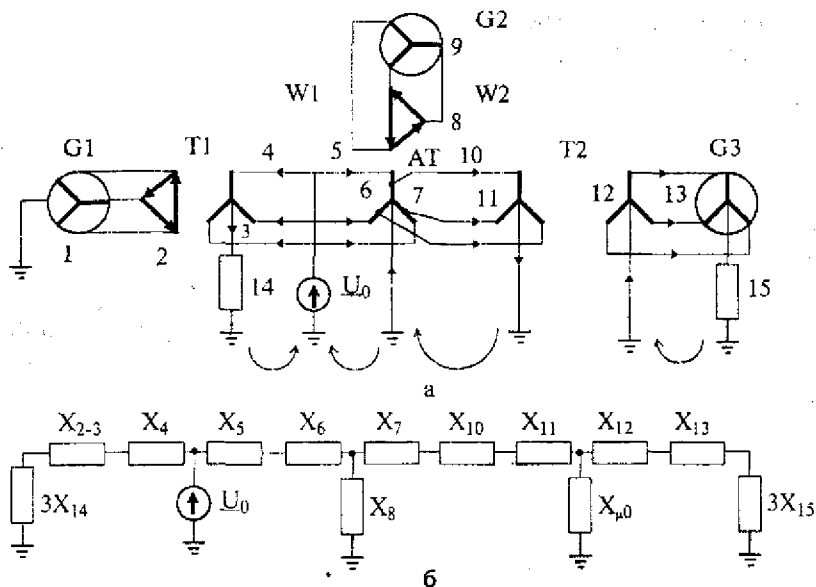 G2
9
W1
W2
8
G1
T1
4
5
AT
10
T2
G3
6
7
11
12
13
1
2
3
14
U₀
15
а
X₂₋₃
X₄
X₅
X₆
X₇
X₁₀
X₁₁
X₁₂
X₁₃
3X₁₄
U₀
X₈
Xμ₀
3X₁₅
б